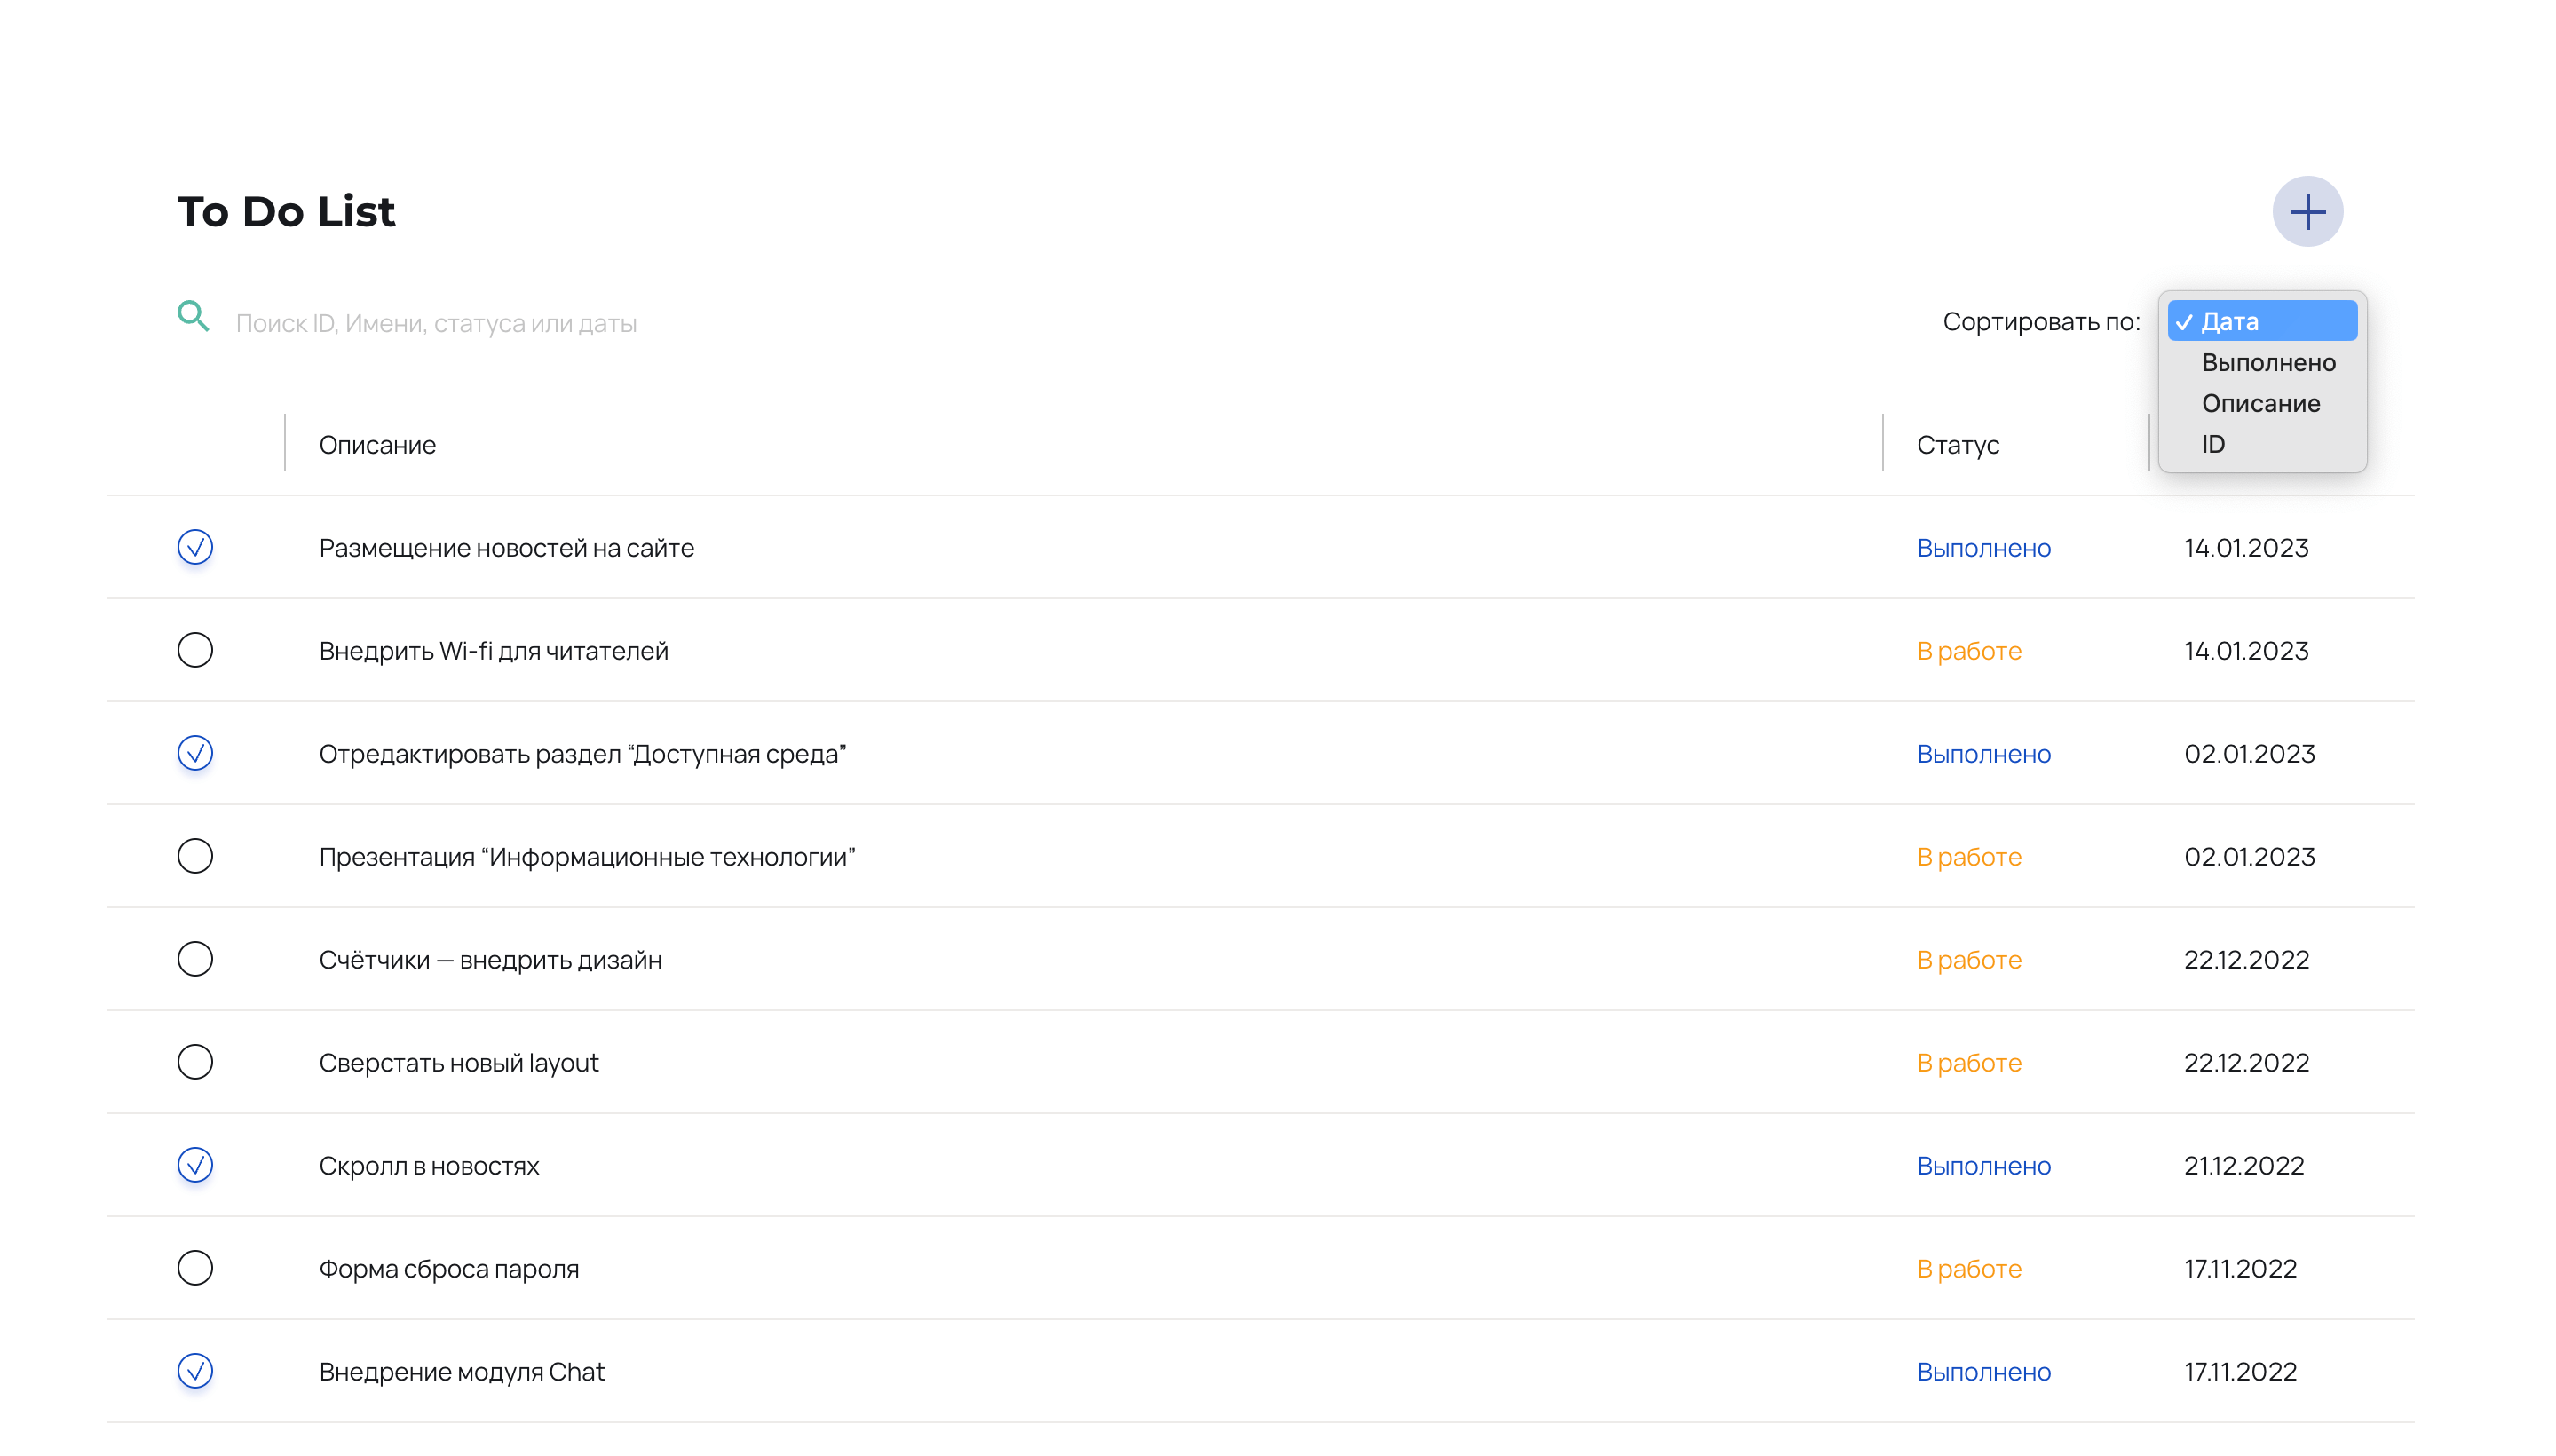 To Do List
Поиск ID, Имени, статуса или даты
Сортировать по:
Дата
Выполнено
Описание
ID
Описание
Статус
Размещение новостей на сайте Выполнено 14.01.2023
Внедрить Wi-fi для читателей В работе 14.01.2023
Отредактировать раздел “Доступная среда” Выполнено 02.01.2023
Презентация “Информационные технологии” В работе 02.01.2023
Счётчики — внедрить дизайн В работе 22.12.2022
Сверстать новый layout В работе 22.12.2022
Скролл в новостях Выполнено 21.12.2022
Форма сброса пароля В работе 17.11.2022
Внедрение модуля Chat Выполнено 17.11.2022